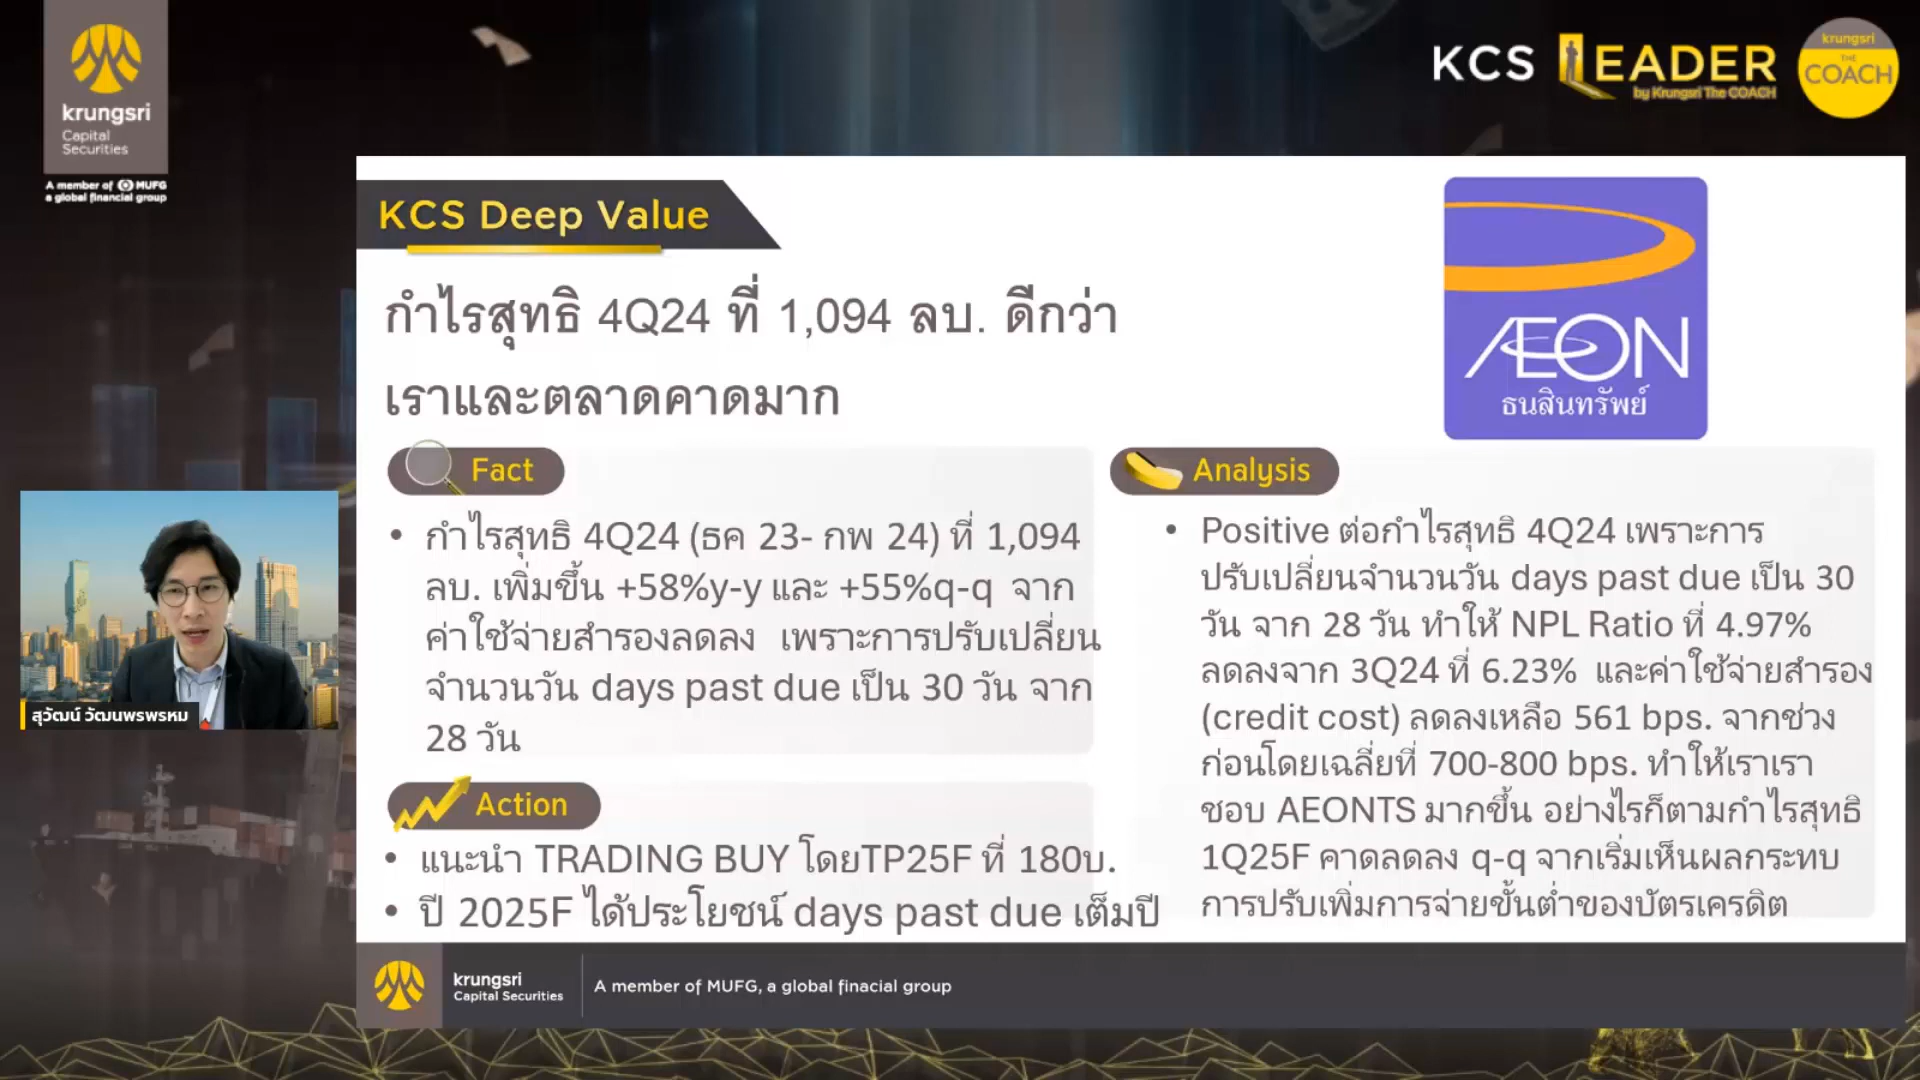 krungsri
Capital
Securities
A member of MUFG
a global financial group
KCS LEADER
by Krungsri The COACH
krungsri
THE
COACH
KCS Deep Value
กำไรสุทธิ 4Q24 ที่ 1,094 ลบ. ดีกว่า
เราและตลาดคาดมาก
ÆON
ธนสินทรัพย์
Fact
• กำไรสุทธิ 4Q24 (ธค 23- กพ 24) ที่ 1,094
ลบ. เพิ่มขึ้น +58%y-y และ +55%q-q จาก
ค่าใช้จ่ายสำรองลดลง เพราะการปรับเปลี่ยน
จำนวนวัน days past due เป็น 30 วัน จาก
28 วัน
Action
• แนะนำ TRADING BUY โดยTP25F ที่ 180บ.
• ปี 2025F ได้ประโยชน์ days past due เต็มปี
Analysis
• Positive ต่อกำไรสุทธิ 4Q24 เพราะการ
ปรับเปลี่ยนจำนวนวัน days past due เป็น 30
วัน จาก 28 วัน ทำให้ NPL Ratio ที่ 4.97%
ลดลงจาก 3Q24 ที่ 6.23% และค่าใช้จ่ายสำรอง
(credit cost) ลดลงเหลือ 561 bps. จากช่วง
ก่อนโดยเฉลี่ยที่ 700-800 bps. ทำให้เราเรา
ชอบ AEONTS มากขึ้น อย่างไรก็ตามกำไรสุทธิ
1Q25F คาดลดลง q-q จากเริ่มเห็นผลกระทบ
การปรับเพิ่มการจ่ายขั้นต่ำของบัตรเครดิต
สุวัฒน์ วัฒนพรพรหม
krungsri
Capital Securities
A member of MUFG, a global finacial group